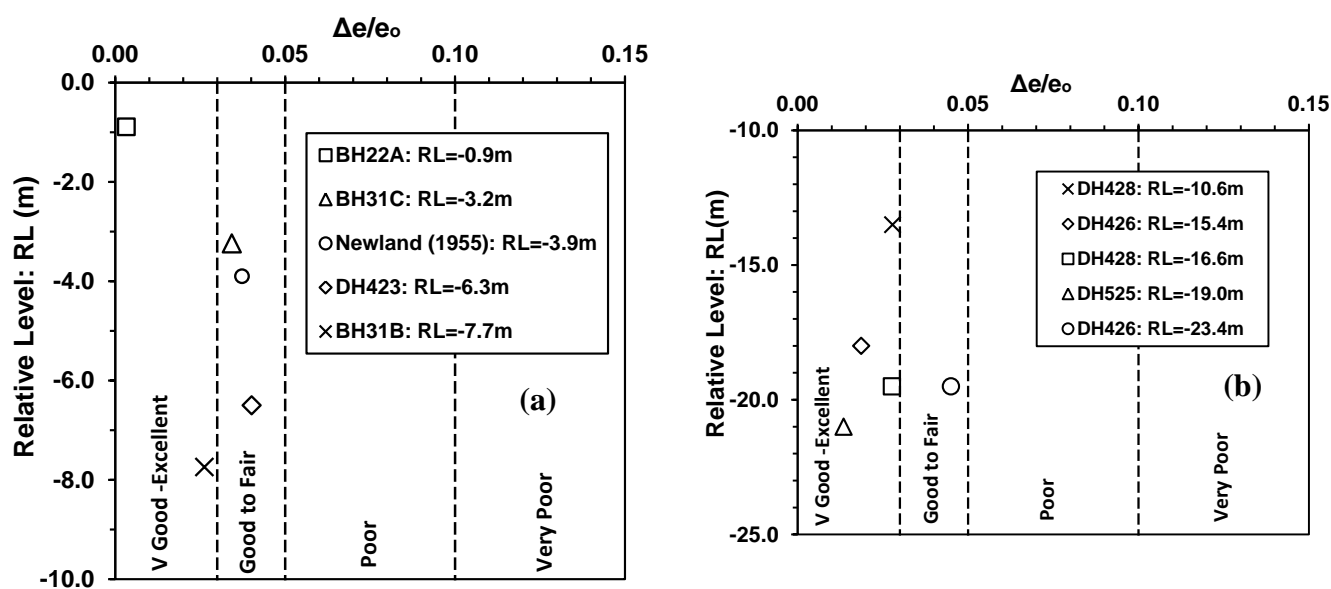 Δe/eo
0.00 0.05 0.10 0.15
0.0
-2.0
-4.0
-6.0
-8.0
-10.0
Relative Level: RL (m)
BH22A: RL=-0.9m
BH31C: RL=-3.2m
Newland (1955): RL=-3.9m
DH423: RL=-6.3m
BH31B: RL=-7.7m
(a)
V Good -Excellent
Good to Fair
Poor
Very Poor
Δe/eo
0.00 0.05 0.10 0.15
-10.0
-15.0
-20.0
-25.0
Relative Level: RL(m)
DH428: RL=-10.6m
DH426: RL=-15.4m
DH428: RL=-16.6m
DH525: RL=-19.0m
DH426: RL=-23.4m
(b)
V Good -Excellent
Good to Fair
Poor
Very Poor